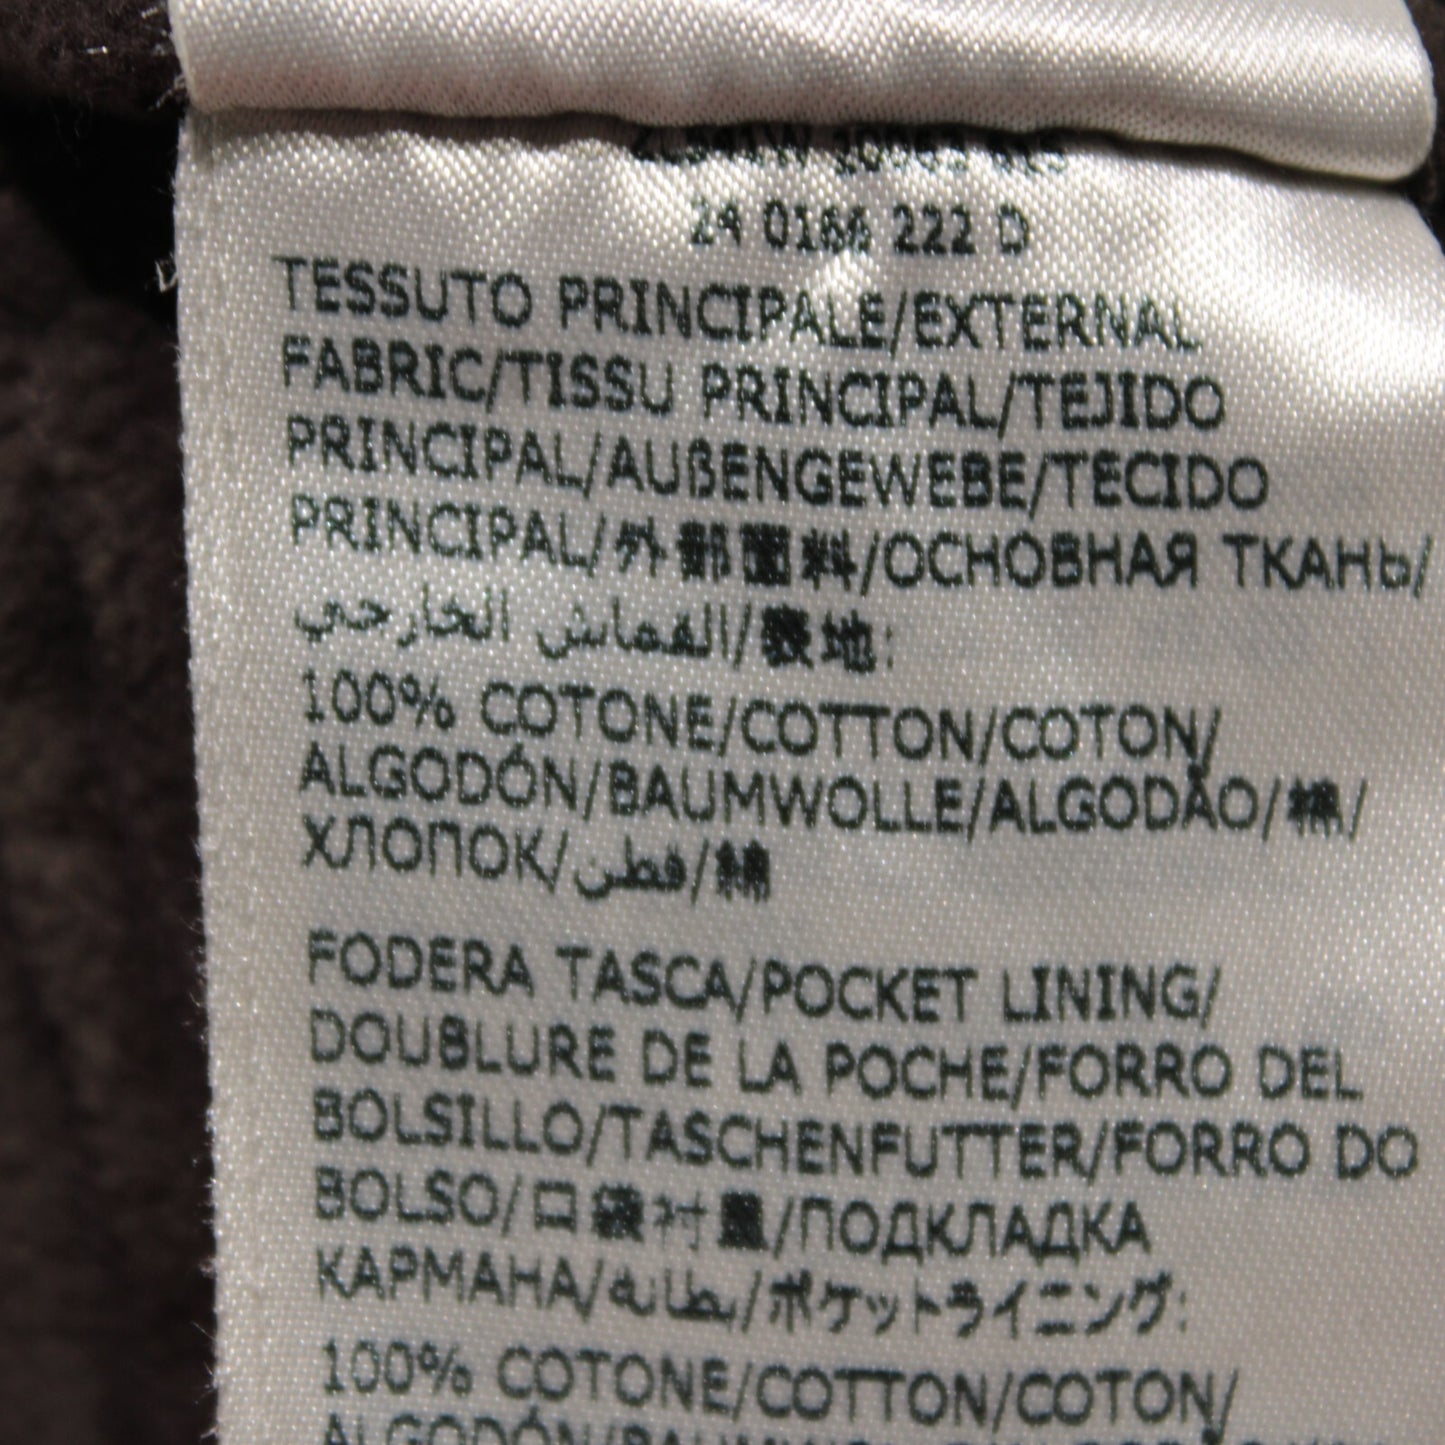 24 0166 222 D
TESSUTO PRINCIPALE/EXTERNAL
FABRIC/TISSU PRINCIPAL/TEJIDO
PRINCIPAL/AUßENGEWEBE/TECIDO
PRINCIPAL/外部面料/ОСНОВНАЯ ТКАНЬ/
القماش الخارجي/表地:
100% COTONE/COTTON/COTON/
ALGODÓN/BAUMWOLLE/ALGODÃO/棉/
ХЛОПОК/قطن/綿
FODERA TASCA/POCKET LINING/
DOUBLURE DE LA POCHE/FORRO DEL
BOLSILLO/TASCHENFUTTER/FORRO DO
BOLSO/口袋衬里/ПОДКЛАДКА
КАРМАНА/بطانة/ポケットライニング:
100% COTONE/COTTON/COTON/
ALGODÓN/BAUMWOLLE/